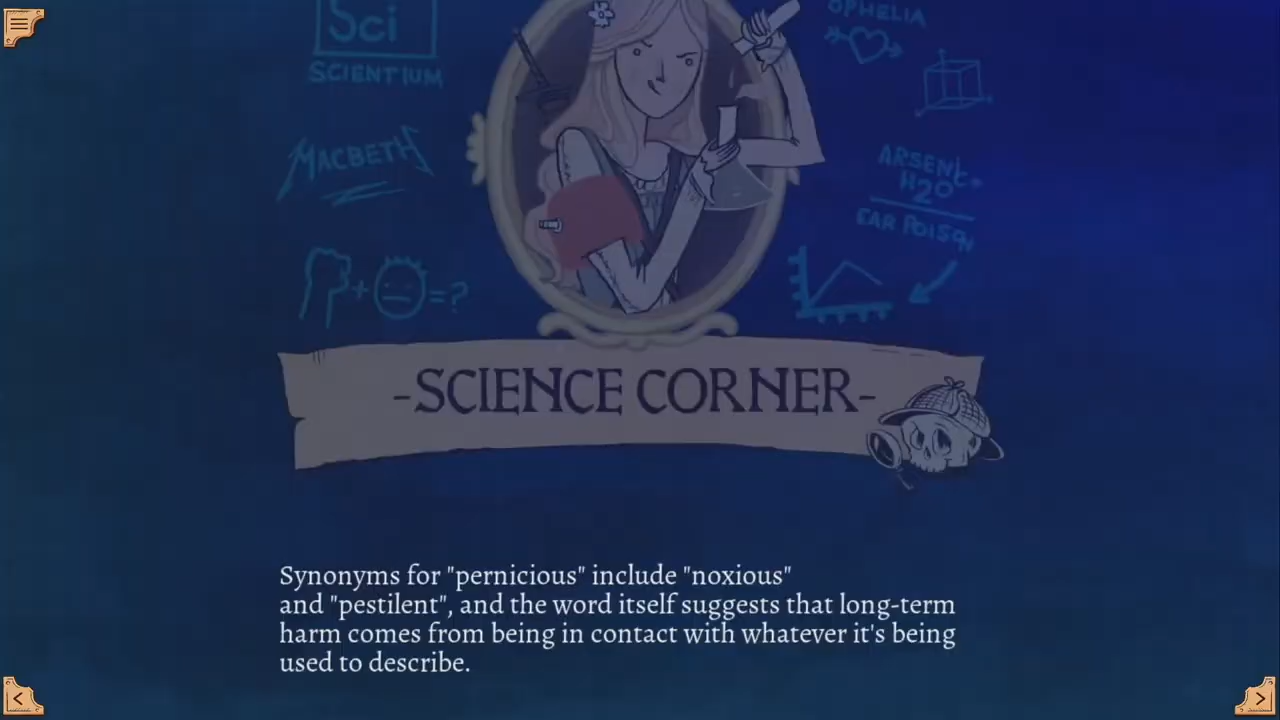 Sci
SCIENTIUM
OPHELIA
MACBETH
ARSENIC+
H2O
EAR POISON
+
=?
-SCIENCE CORNER-
Synonyms for "pernicious" include "noxious"
and "pestilent", and the word itself suggests that long-term
harm comes from being in contact with whatever it's being
used to describe.